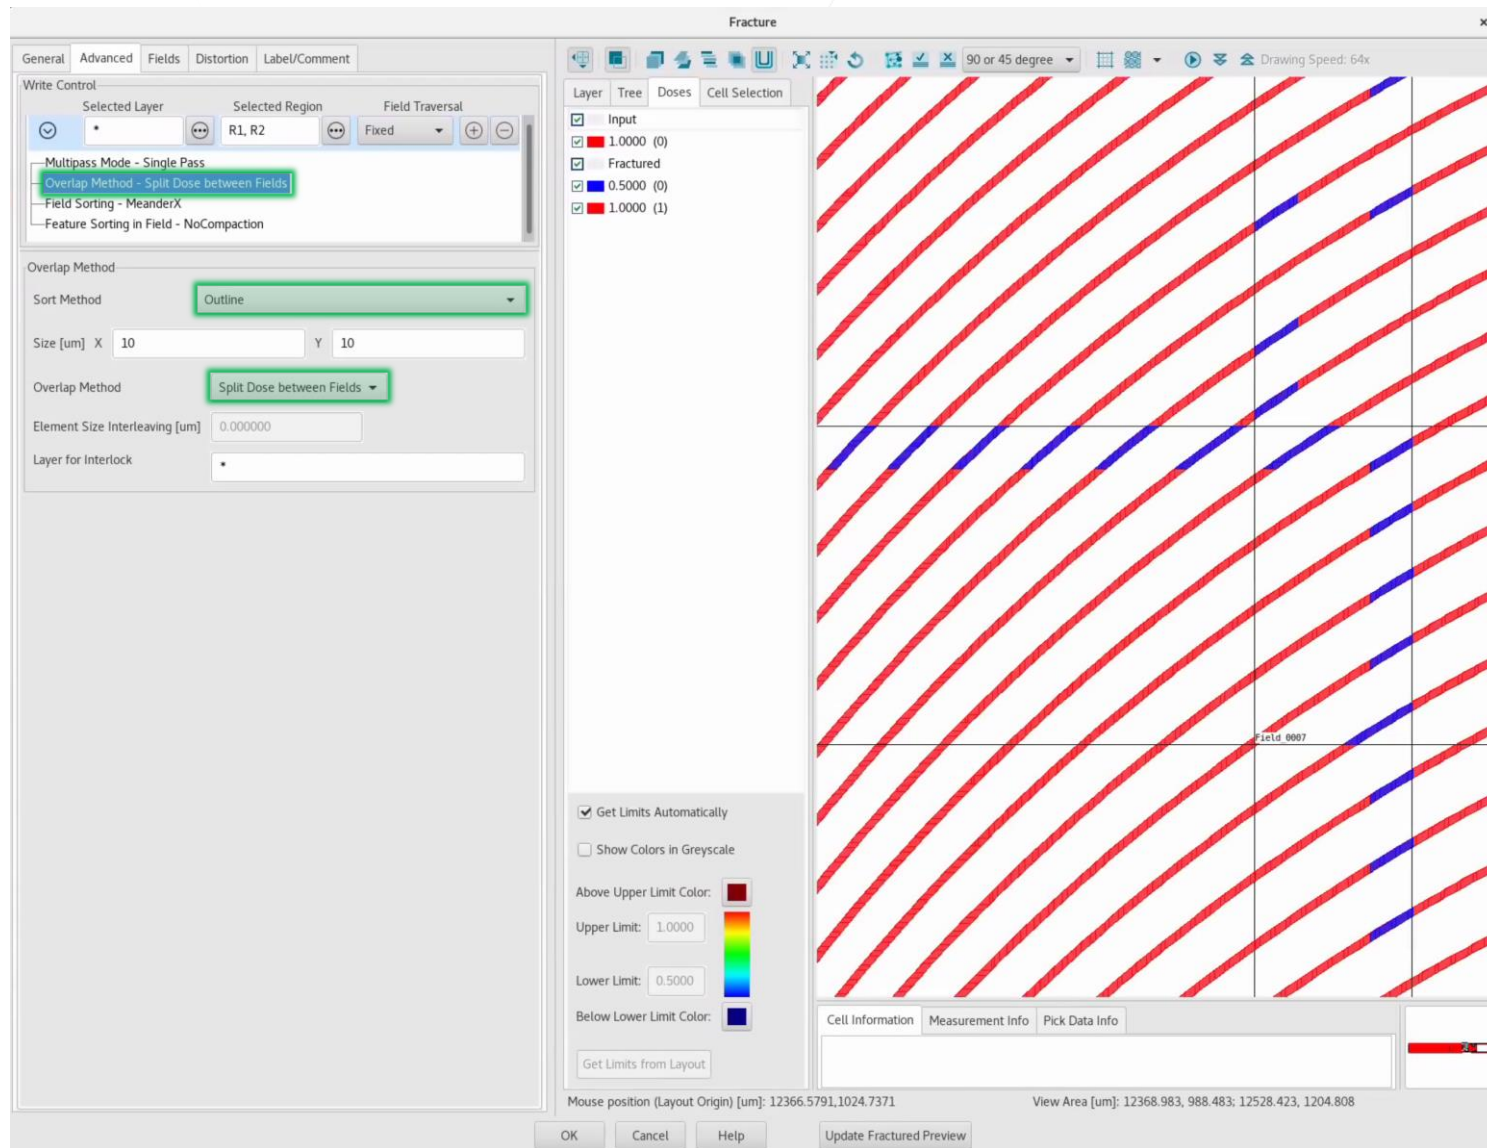 Fracture
×
General Advanced Fields Distortion Label/Comment
Write Control
Selected Layer Selected Region Field Traversal
* R1, R2 Fixed
Multipass Mode - Single Pass
Overlap Method - Split Dose between Fields
Field Sorting - MeanderX
Feature Sorting in Field - NoCompaction
Overlap Method
Sort Method Outline
Size [um] X 10 Y 10
Overlap Method Split Dose between Fields
Element Size Interleaving [um] 0.000000
Layer for Interlock *
90 or 45 degree Drawing Speed: 64x
Layer Tree Doses Cell Selection
Input
1.0000 (0)
Fractured
0.5000 (0)
1.0000 (1)
Get Limits Automatically
Show Colors in Greyscale
Above Upper Limit Color:
Upper Limit: 1.0000
Lower Limit: 0.5000
Below Lower Limit Color:
Get Limits from Layout
Field_0007
Cell Information Measurement Info Pick Data Info
Mouse position (Layout Origin) [um]: 12366.5791,1024.7371 View Area [um]: 12368.983, 988.483; 12528.423, 1204.808
OK Cancel Help Update Fractured Preview